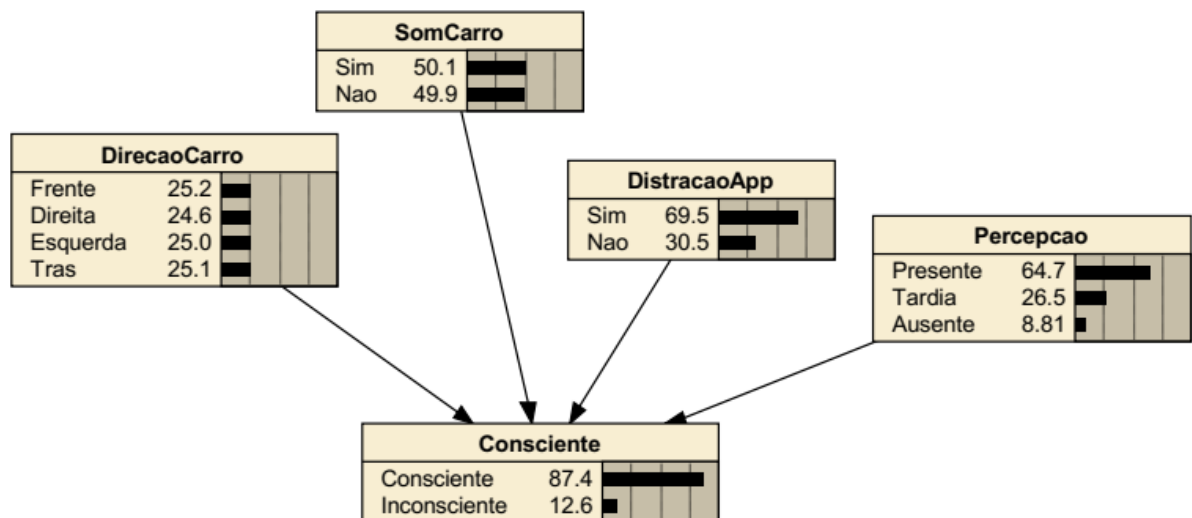 SomCarro
Sim 50.1
Nao 49.9
DirecaoCarro
Frente 25.2
Direita 24.6
Esquerda 25.0
Tras 25.1
DistracaoApp
Sim 69.5
Nao 30.5
Percepcao
Presente 64.7
Tardia 26.5
Ausente 8.81
Consciente
Consciente 87.4
Inconsciente 12.6